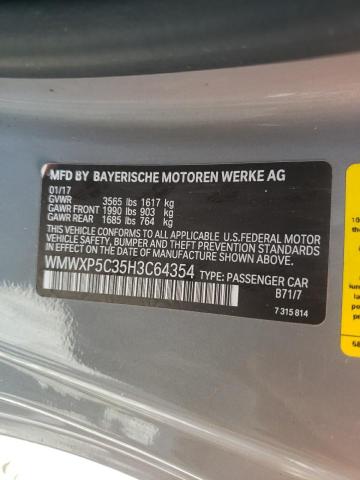 MFD BY BAYERISCHE MOTOREN WERKE AG
01/17
GVWR 3565 lbs 1617 kg
GAWR FRONT 1990 lbs 903 kg
GAWR REAR 1685 lbs 764 kg
THIS VEHICLE CONFORMS TO ALL APPLICABLE
U.S.FEDERAL MOTOR
VEHICLE SAFETY, BUMPER, AND THEFT PREVENTION
STANDARDS IN EFFECT ON
THE DATE OF MANUFACTURE SHOWN ABOVE.
WMWXP5C35H3C64354 TYPE: PASSENGER CAR
B71/7
7 315 814